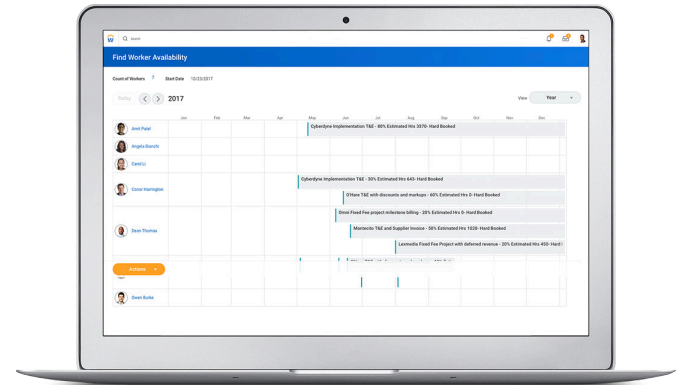 Search
Find Worker Availability
Count of Workers 7 Start Date 10/23/2017
Today 2017 View Year
Jan Feb Mar Apr May Jun Jul Aug Sep Oct Nov Dec
Amit Patel Cyberdyne Implementation T&E - 80% Estimated Hrs 3370- Hard Booked
Angela Bianchi
Carol Li
Cyberdyne Implementation T&E - 30% Estimated Hrs 643- Hard Booked
Conor Harrington
O'Hare T&E with discounts and markups - 60% Estimated Hrs 0- Hard Booked
Omni Fixed Fee project milestone billing - 20% Estimated Hrs 0- Hard Booked
Dean Thomas Montecito T&E and Supplier Invoice - 50% Estimated Hrs 1020- Hard Booked
Lexmedia Fixed Fee Project with deferred revenue - 20% Estimated Hrs 450- Hard
Actions
Owen Burke